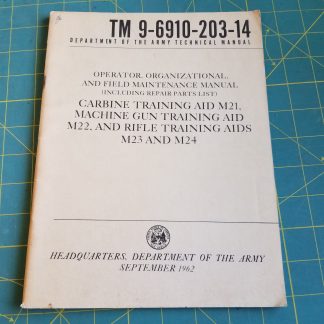 TM 9-6910-203-14
DEPARTMENT OF THE ARMY TECHNICAL MANUAL
OPERATOR, ORGANIZATIONAL,
AND FIELD MAINTENANCE MANUAL
(INCLUDING REPAIR PARTS LIST)
CARBINE TRAINING AID M21,
MACHINE GUN TRAINING AID
M22, AND RIFLE TRAINING AIDS
M23 AND M24
HEADQUARTERS, DEPARTMENT OF THE ARMY
SEPTEMBER 1962